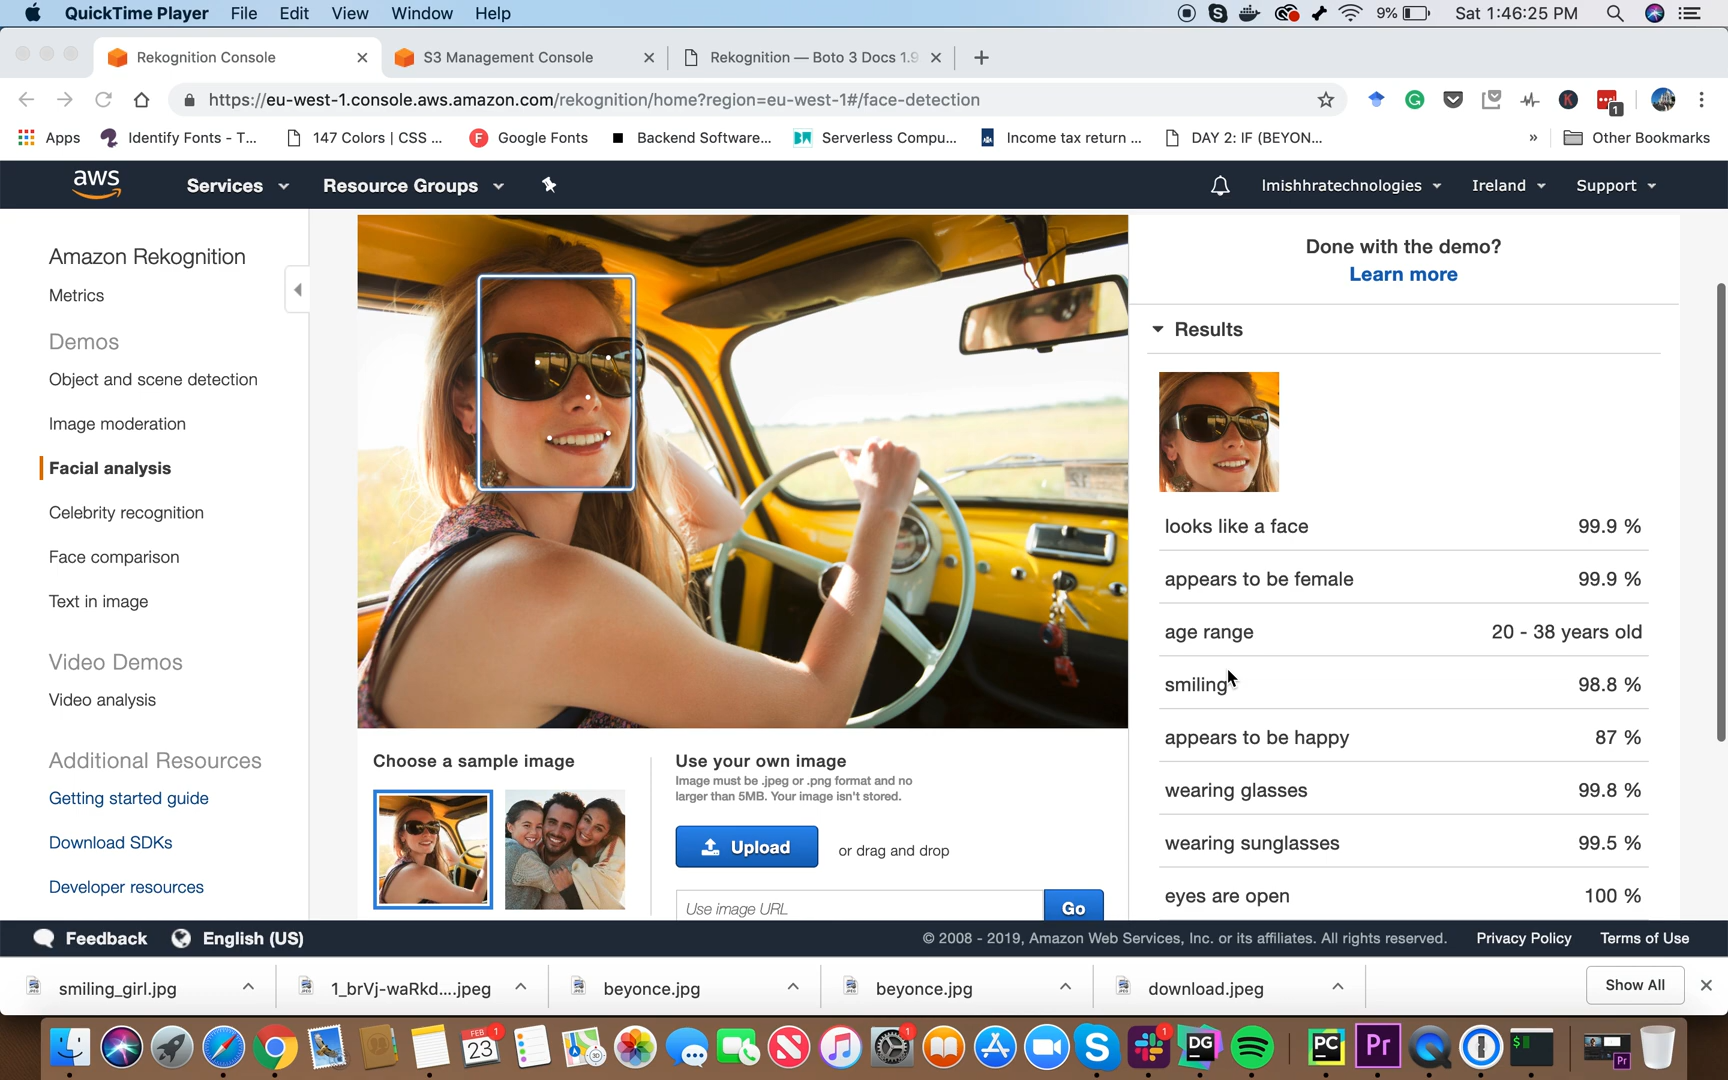 QuickTime Player File Edit View Window Help
9% Sat 1:46:25 PM
Rekognition Console
S3 Management Console
Rekognition — Boto 3 Docs 1.9
https://eu-west-1.console.aws.amazon.com/rekognition/home?region=eu-west-1#/face-detection
1
Apps
Identify Fonts - T...
147 Colors | CSS ...
F
Google Fonts
Backend Software...
Serverless Compu...
Income tax return ...
DAY 2: IF (BEYON...
»
Other Bookmarks
aws
Services
Resource Groups
Imishhratechnologies
Ireland
Support
Amazon Rekognition
Metrics
Demos
Object and scene detection
Image moderation
Facial analysis
Celebrity recognition
Face comparison
Text in image
Video Demos
Video analysis
Additional Resources
Getting started guide
Download SDKs
Developer resources
Choose a sample image
Use your own image
Image must be .jpeg or .png format and no
larger than 5MB. Your image isn't stored.
Upload
or drag and drop
Use image URL
Go
Done with the demo?
Learn more
Results
looks like a face 99.9 %
appears to be female 99.9 %
age range 20 - 38 years old
smiling 98.8 %
appears to be happy 87 %
wearing glasses 99.8 %
wearing sunglasses 99.5 %
eyes are open 100 %
Feedback
English (US)
© 2008 - 2019, Amazon Web Services, Inc. or its affiliates. All rights reserved.
Privacy Policy
Terms of Use
smiling_girl.jpg
1_brVj-waRkd....jpeg
beyonce.jpg
beyonce.jpg
download.jpeg
Show All
FEB
23
1
1
1
DG
PC
Pr
$
Pr